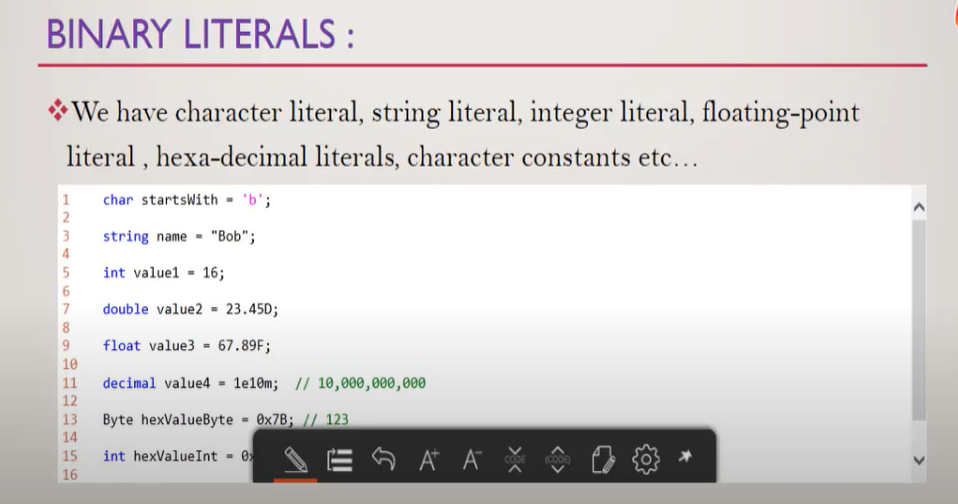 BINARY LITERALS :
❖We have character literal, string literal, integer literal, floating-point
literal , hexa-decimal literals, character constants etc…
1 char startsWith = 'b';
2
3 string name = "Bob";
4
5 int value1 = 16;
6
7 double value2 = 23.45D;
8
9 float value3 = 67.89F;
10
11 decimal value4 = 1e10m; // 10,000,000,000
12
13 Byte hexValueByte = 0x7B; // 123
14
15 int hexValueInt = 0x
16
A+ A- CODE (CODE)